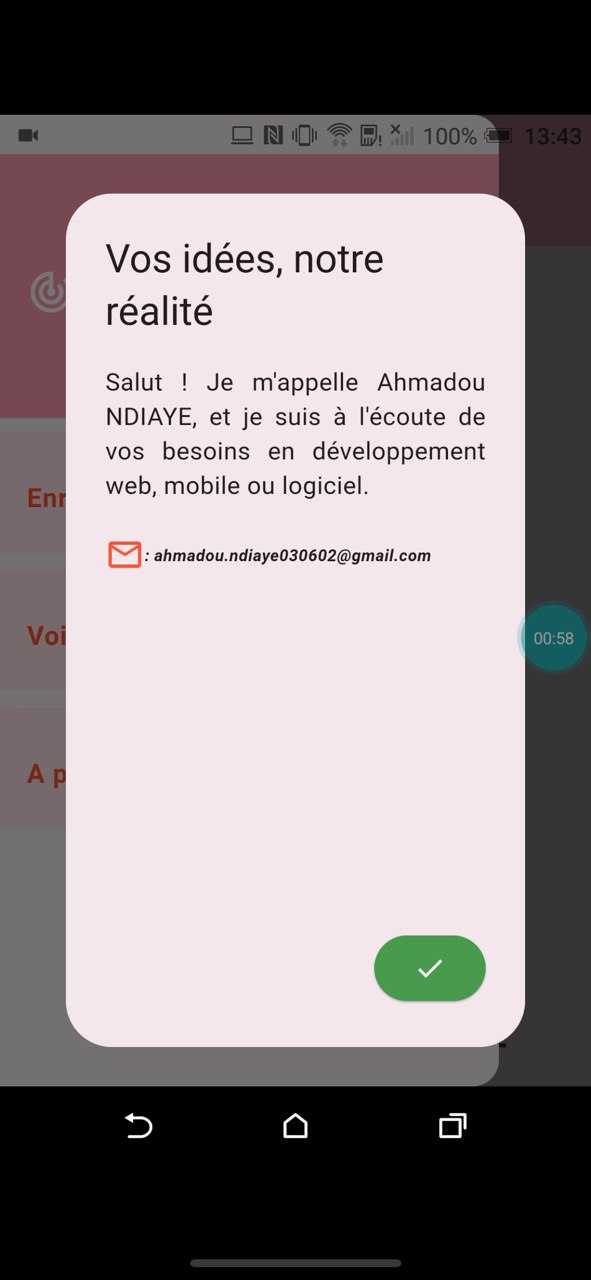 100% 13:43
Vos idées, notre
réalité
Salut ! Je m'appelle Ahmadou
NDIAYE, et je suis à l'écoute de
vos besoins en développement
web, mobile ou logiciel.
: ahmadou.ndiaye030602@gmail.com
Enr
00:58
Voi
A p